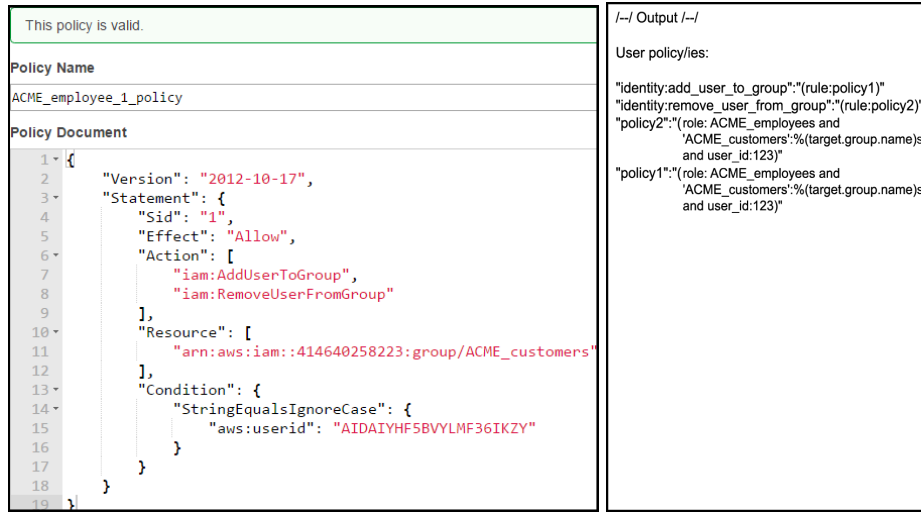 This policy is valid.
Policy Name
ACME_employee_1_policy
Policy Document
1 {
2 "Version": "2012-10-17",
3 "Statement": {
4 "Sid": "1",
5 "Effect": "Allow",
6 "Action": [
7 "iam:AddUserToGroup",
8 "iam:RemoveUserFromGroup"
9 ],
10 "Resource": [
11 "arn:aws:iam::414640258223:group/ACME_customers"
12 ],
13 "Condition": {
14 "StringEqualsIgnoreCase": {
15 "aws:userid": "AIDAIYHF5BVYLMF36IKZY"
16 }
17 }
18 }
19 }
/--/ Output /--/
User policy/ies:
"identity:add_user_to_group":"(rule:policy1)"
"identity:remove_user_from_group":"(rule:policy2)"
"policy2":"(role: ACME_employees and
'ACME_customers':%(target.group.name)s
and user_id:123)"
"policy1":"(role: ACME_employees and
'ACME_customers':%(target.group.name)s
and user_id:123)"